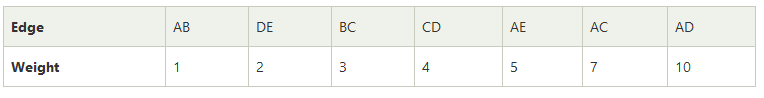 Edge AB DE BC CD AE AC AD
Weight 1 2 3 4 5 7 10